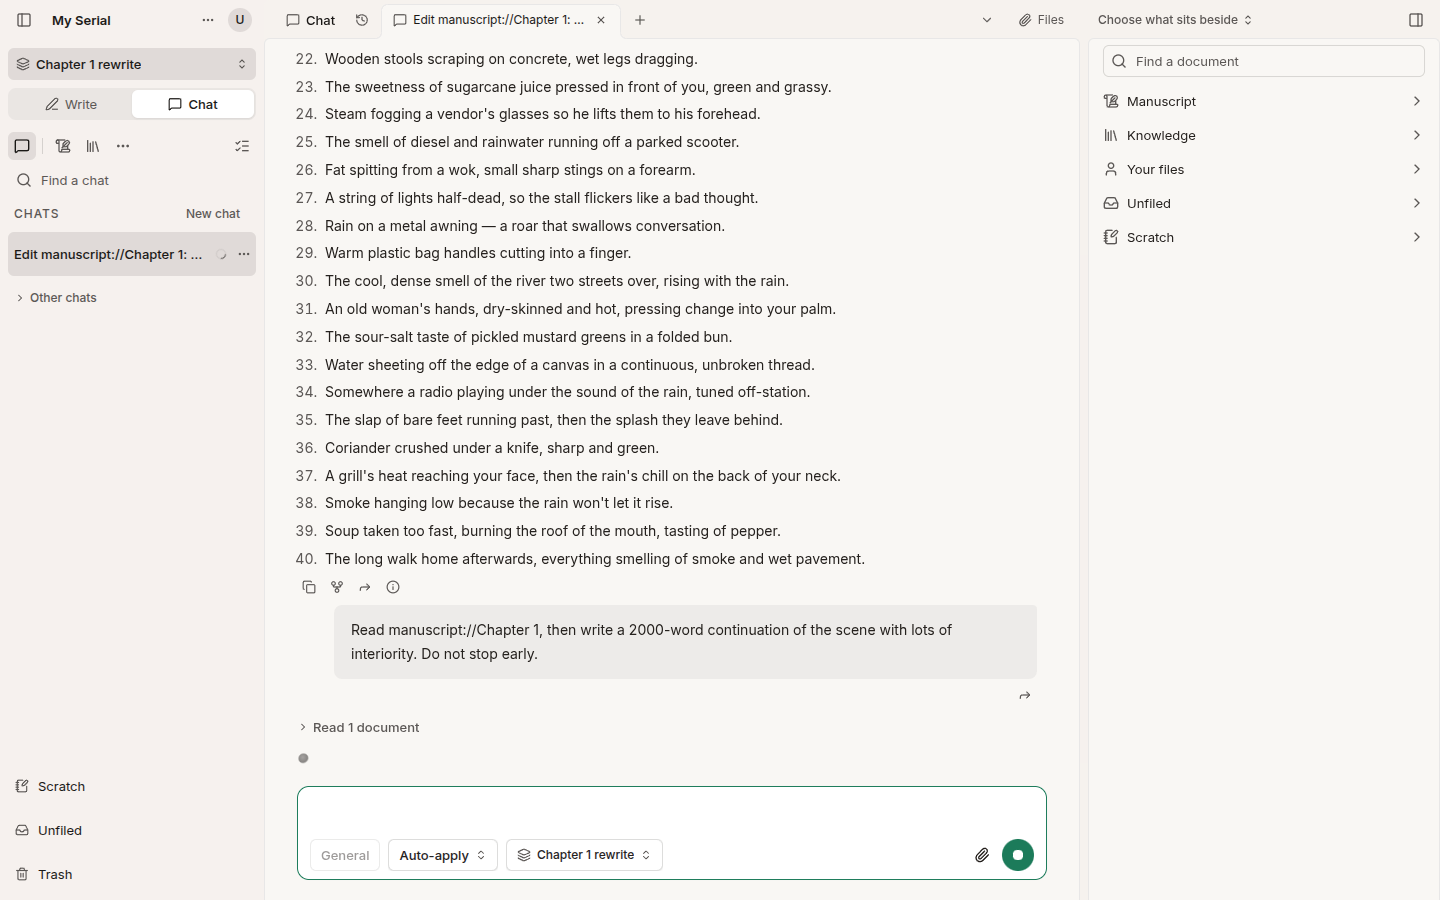 My Serial
U
Chapter 1 rewrite
Write
Chat
Find a chat
CHATS
New chat
Edit manuscript://Chapter 1: ...
Other chats
Scratch
Unfiled
Trash
Chat
Edit manuscript://Chapter 1: ...
Files
22. Wooden stools scraping on concrete, wet legs dragging.
23. The sweetness of sugarcane juice pressed in front of you, green and grassy.
24. Steam fogging a vendor's glasses so he lifts them to his forehead.
25. The smell of diesel and rainwater running off a parked scooter.
26. Fat spitting from a wok, small sharp stings on a forearm.
27. A string of lights half-dead, so the stall flickers like a bad thought.
28. Rain on a metal awning — a roar that swallows conversation.
29. Warm plastic bag handles cutting into a finger.
30. The cool, dense smell of the river two streets over, rising with the rain.
31. An old woman's hands, dry-skinned and hot, pressing change into your palm.
32. The sour-salt taste of pickled mustard greens in a folded bun.
33. Water sheeting off the edge of a canvas in a continuous, unbroken thread.
34. Somewhere a radio playing under the sound of the rain, tuned off-station.
35. The slap of bare feet running past, then the splash they leave behind.
36. Coriander crushed under a knife, sharp and green.
37. A grill's heat reaching your face, then the rain's chill on the back of your neck.
38. Smoke hanging low because the rain won't let it rise.
39. Soup taken too fast, burning the roof of the mouth, tasting of pepper.
40. The long walk home afterwards, everything smelling of smoke and wet pavement.
Read manuscript://Chapter 1, then write a 2000-word continuation of the scene with lots of
interiority. Do not stop early.
Read 1 document
General
Auto-apply
Chapter 1 rewrite
Choose what sits beside
Find a document
Manuscript
Knowledge
Your files
Unfiled
Scratch